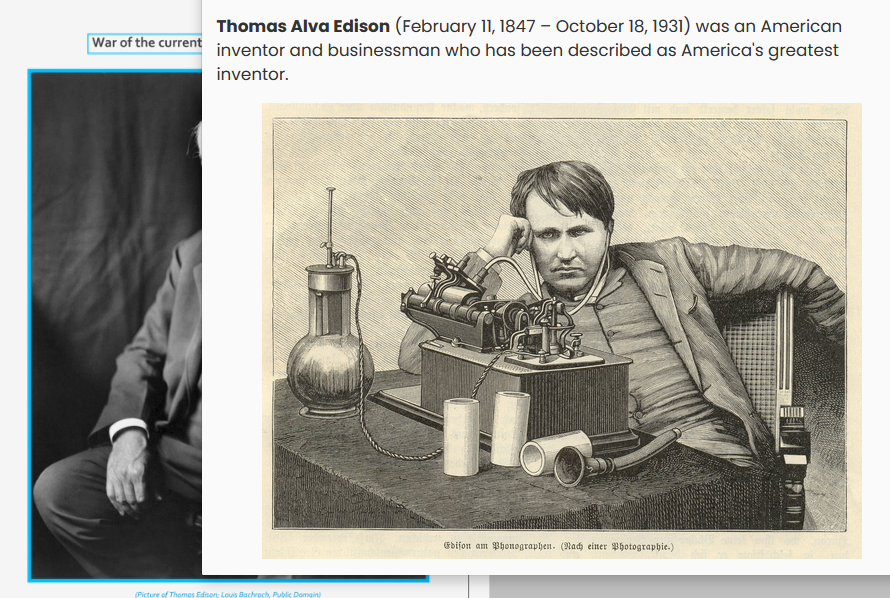 War of the current
Thomas Alva Edison (February 11, 1847 – October 18, 1931) was an American
inventor and businessman who has been described as America's greatest
inventor.
Edison am Phonographen. (Nach einer Photographie.)
(Picture of Thomas Edison; Louis Bachrach, Public Domain)